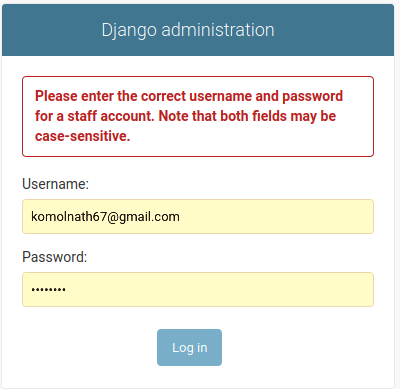 Django administration
Please enter the correct username and password
for a staff account. Note that both fields may be
case-sensitive.
Username:
komolnath67@gmail.com
Password:
••••••••
Log in